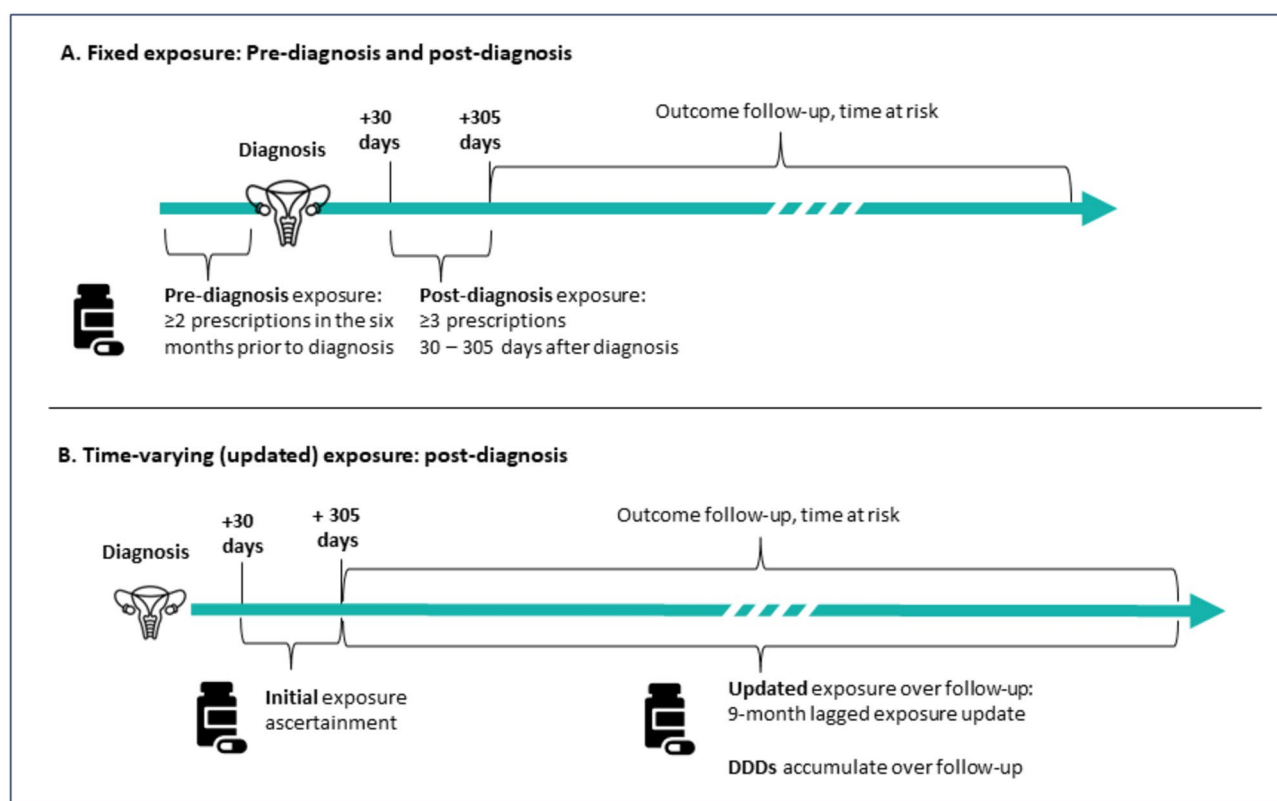 A. Fixed exposure: Pre-diagnosis and post-diagnosis
+30
days
+305
days
Outcome follow-up, time at risk
Diagnosis
Pre-diagnosis exposure:
≥2 prescriptions in the six
months prior to diagnosis
Post-diagnosis exposure:
≥3 prescriptions
30 – 305 days after diagnosis
B. Time-varying (updated) exposure: post-diagnosis
+30
days
+ 305
days
Outcome follow-up, time at risk
Diagnosis
Initial exposure
ascertainment
Updated exposure over follow-up:
9-month lagged exposure update
DDDs accumulate over follow-up